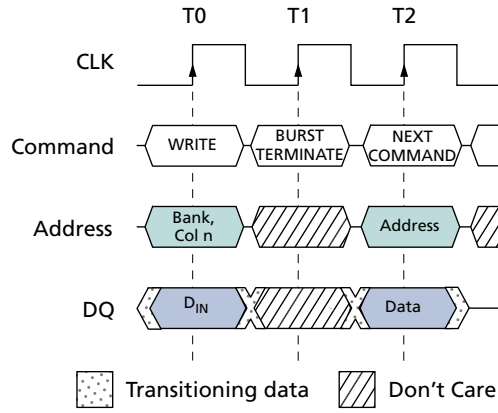 T0 T1 T2
CLK
Command WRITE BURST TERMINATE NEXT COMMAND
Address Bank, Col n Address
DQ DIN Data
Transitioning data Don't Care